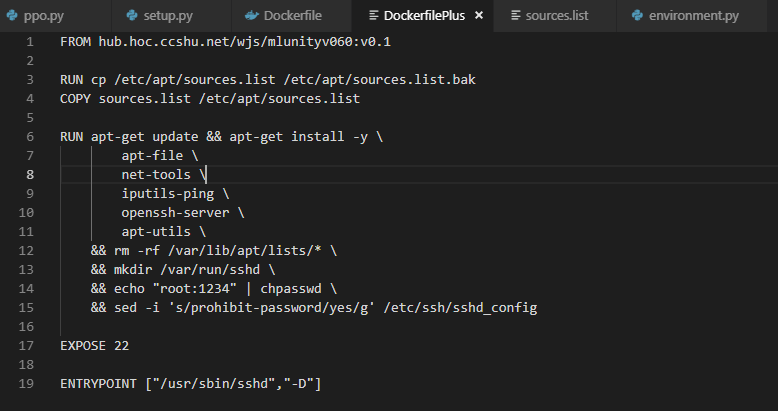 ppo.py setup.py Dockerfile DockerfilePlus × sources.list environment.py
1 FROM hub.hoc.ccshu.net/wjs/mlunityv060:v0.1
2
3 RUN cp /etc/apt/sources.list /etc/apt/sources.list.bak
4 COPY sources.list /etc/apt/sources.list
5
6 RUN apt-get update && apt-get install -y \
7         apt-file \
8         net-tools \
9         iputils-ping \
10         openssh-server \
11         apt-utils \
12     && rm -rf /var/lib/apt/lists/* \
13     && mkdir /var/run/sshd \
14     && echo "root:1234" | chpasswd \
15     && sed -i 's/prohibit-password/yes/g' /etc/ssh/sshd_config
16
17 EXPOSE 22
18
19 ENTRYPOINT ["/usr/sbin/sshd","-D"]